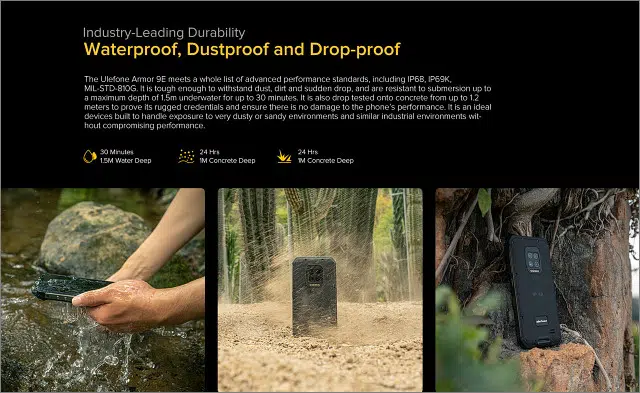 Industry-Leading Durability
Waterproof, Dustproof and Drop-proof
The Ulefone Armor 9E meets a whole list of advanced performance standards, including IP68, IP69K,
MIL-STD-810G. It is tough enough to withstand dust, dirt and sudden drop, and are resistant to submersion up to
a maximum depth of 1.5m underwater for up to 30 minutes. It is also drop tested onto concrete from up to 1.2
meters to prove its rugged credentials and ensure there is no damage to the phone's performance. It is an ideal
devices built to handle exposure to very dusty or sandy environments and similar industrial environments wit-
hout compromising performance.
30 Minutes
1.5M Water Deep
24 Hrs
1M Concrete Deep
24 Hrs
1M Concrete Deep
ulefone